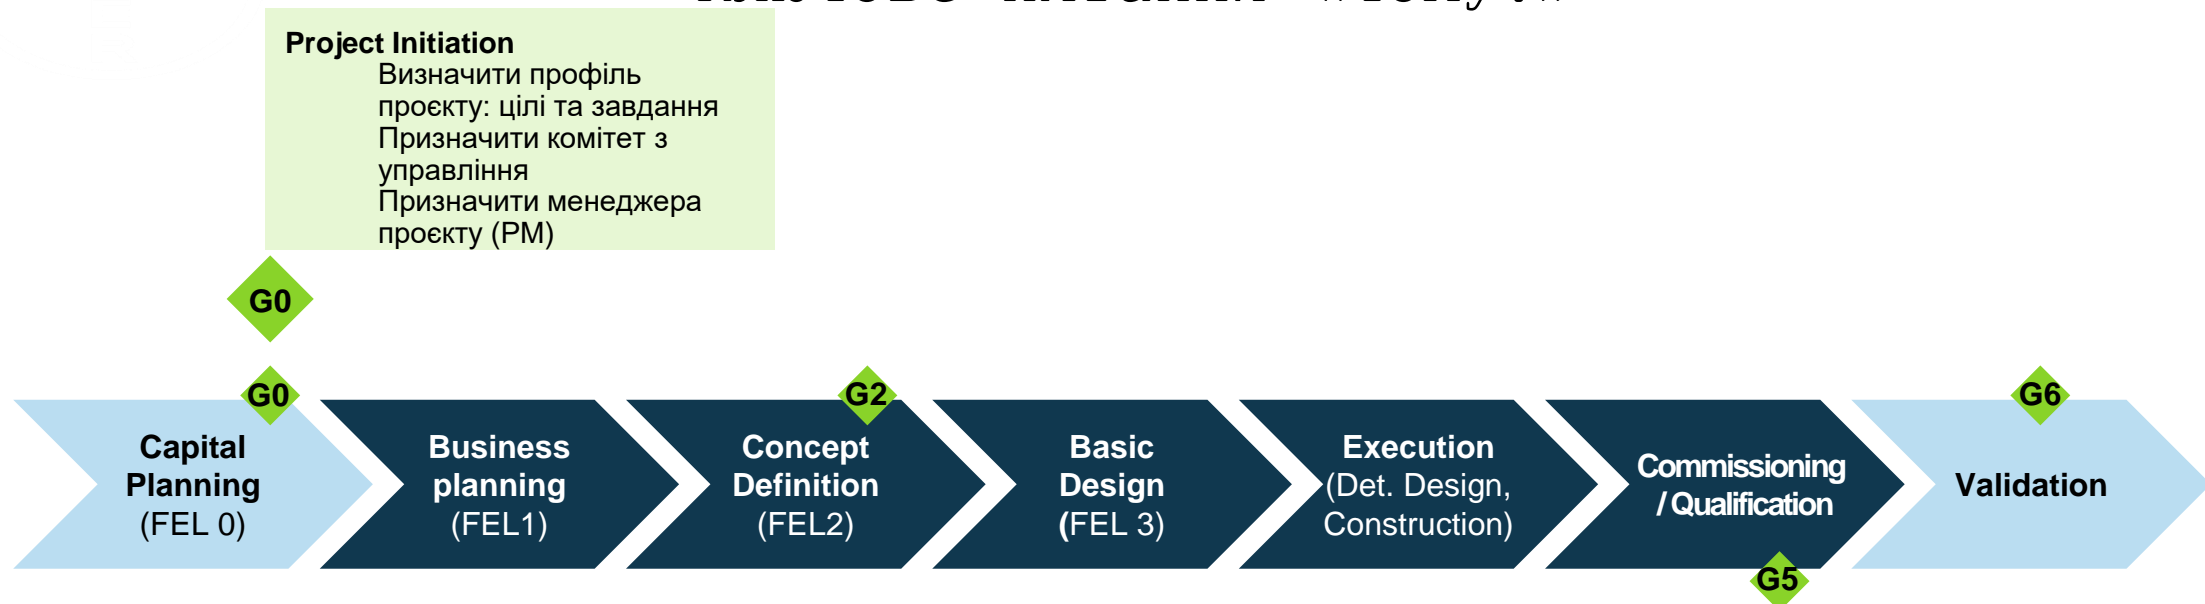 Project Initiation
Визначити профіль
проєкту: цілі та завдання
Призначити комітет з
управління
Призначити менеджера
проєкту (PM)
G0
G0
G2
G6
Capital
Planning
(FEL 0)
Business
planning
(FEL1)
Concept
Definition
(FEL2)
Basic
Design
(FEL 3)
Execution
(Det. Design,
Construction)
Commissioning
/ Qualification
Validation
G5